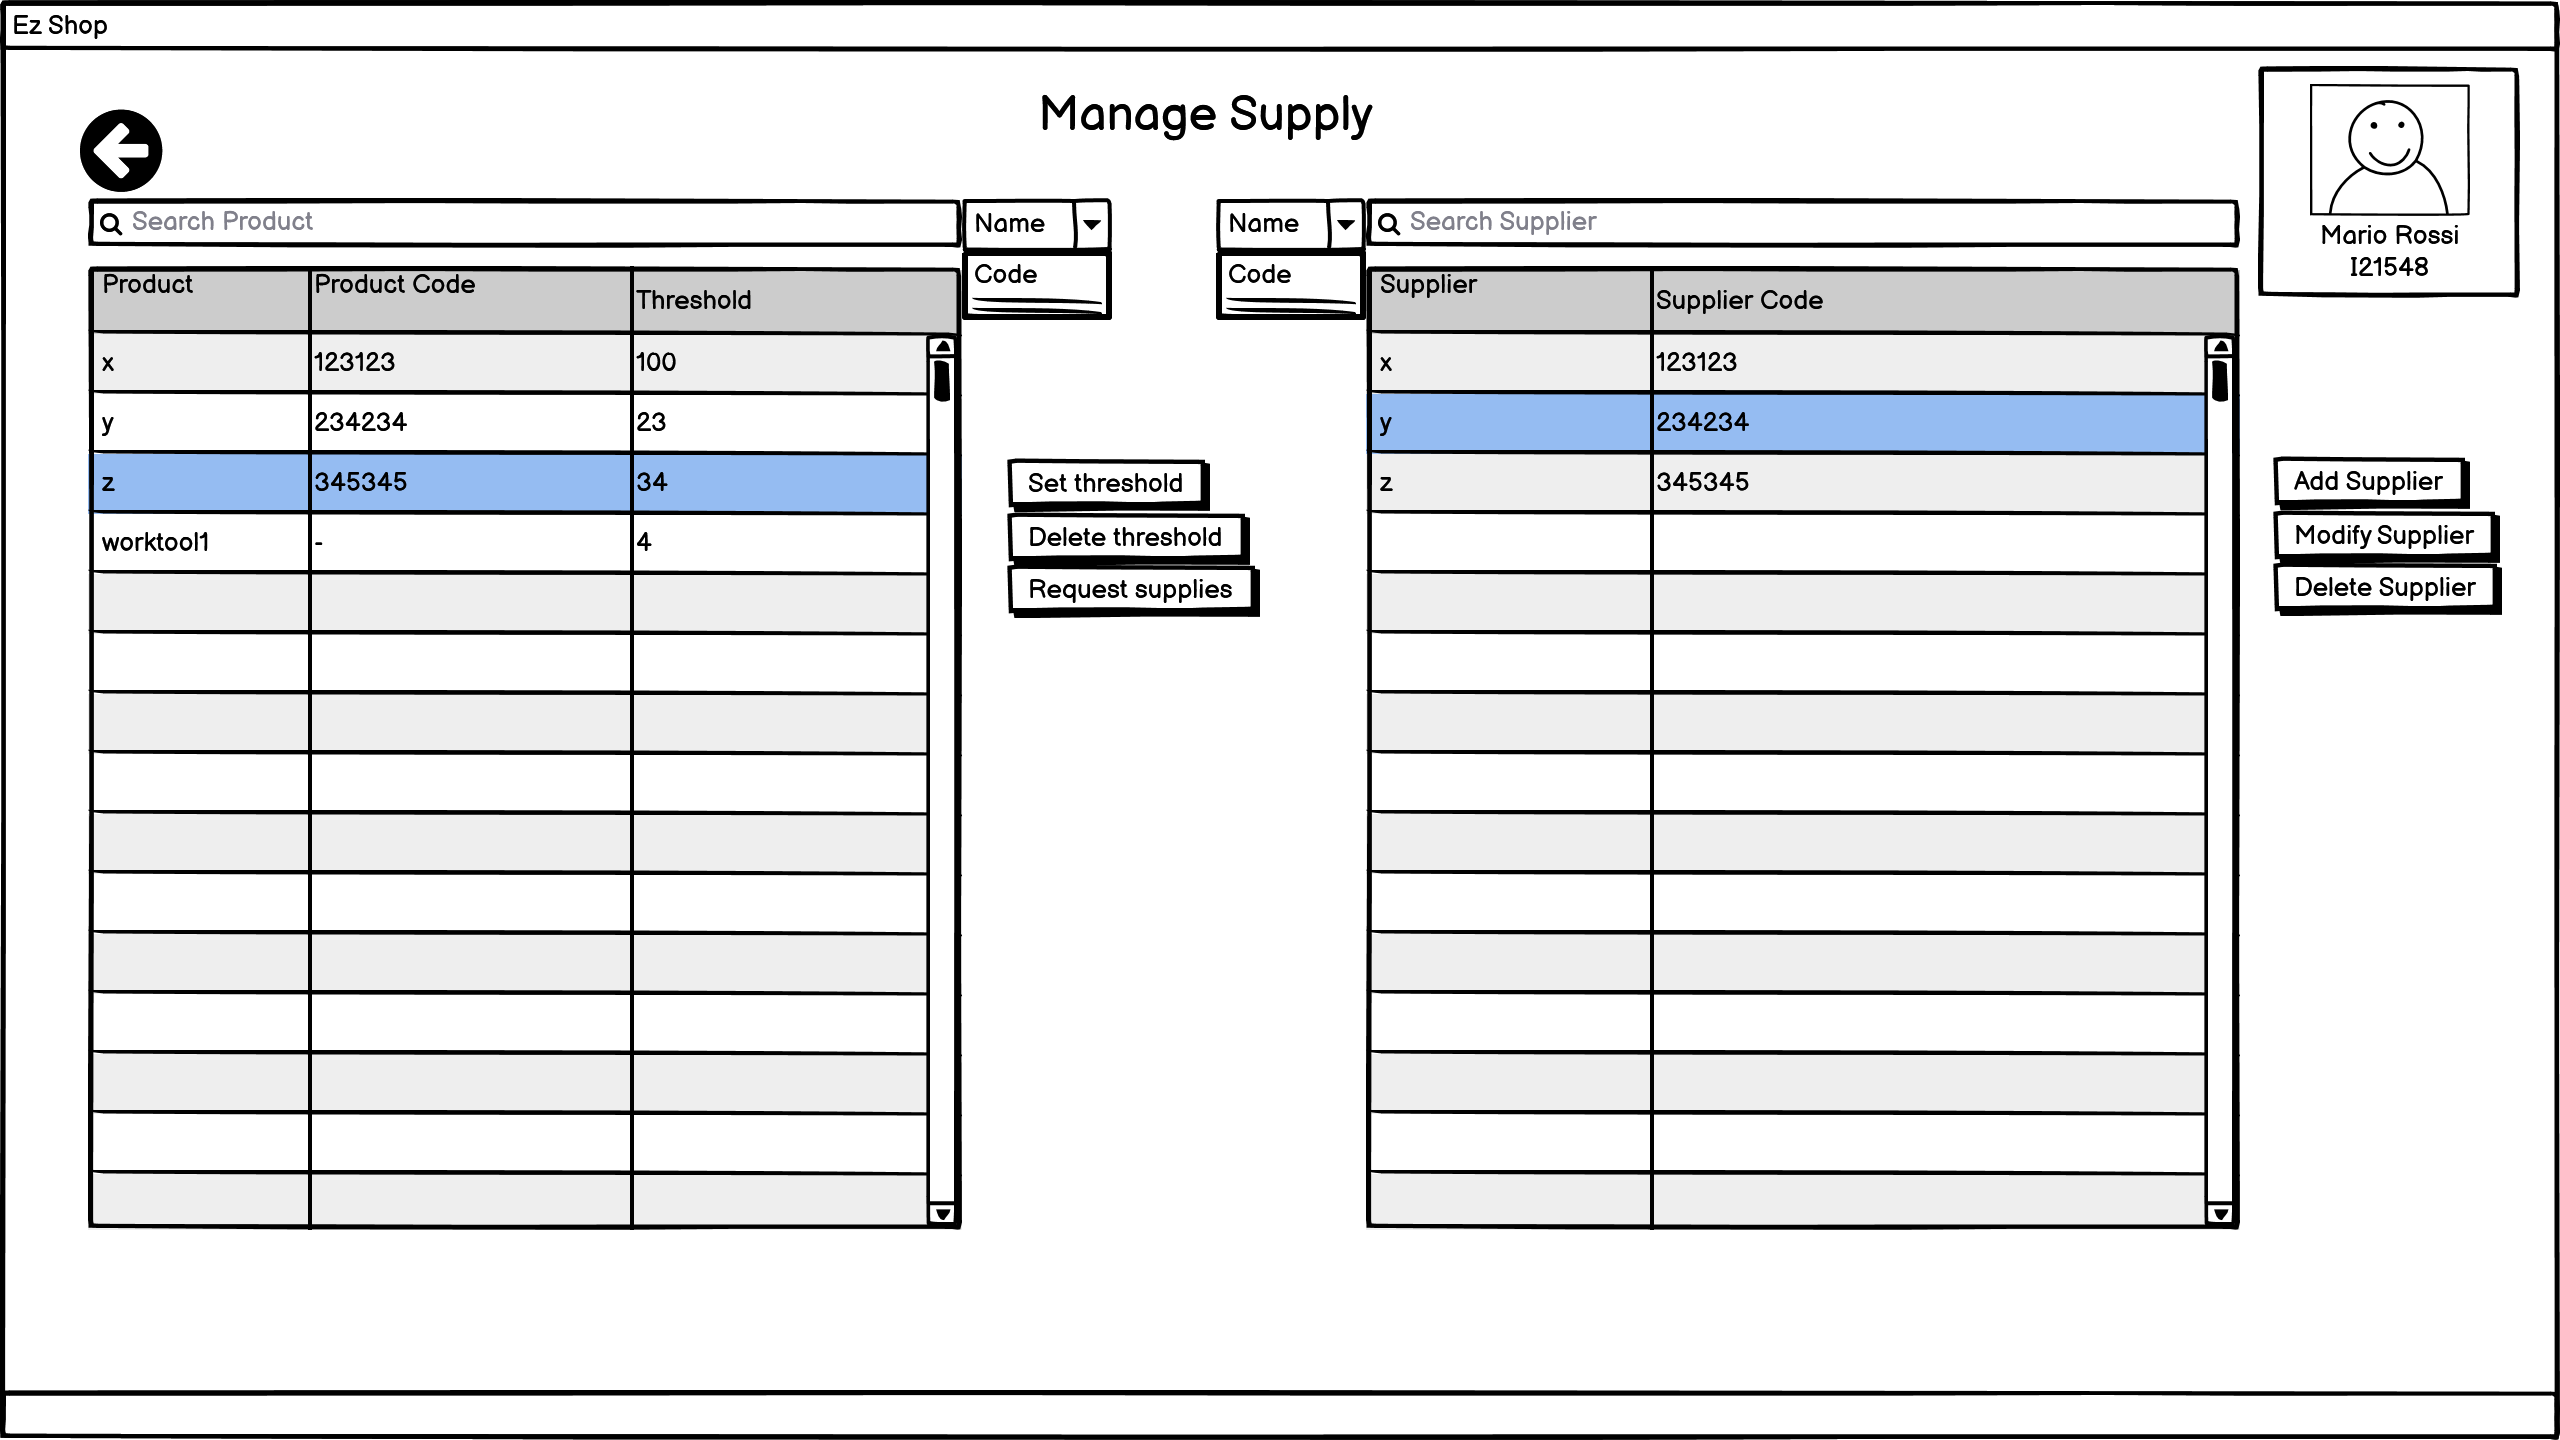 Ez Shop
Manage Supply
Mario Rossi
I21548
Search Product
Name
Code
Product Product Code Threshold
x 123123 100
y 234234 23
z 345345 34
worktool1 - 4
Set threshold
Delete threshold
Request supplies
Name
Code
Search Supplier
Supplier Supplier Code
x 123123
y 234234
z 345345
Add Supplier
Modify Supplier
Delete Supplier